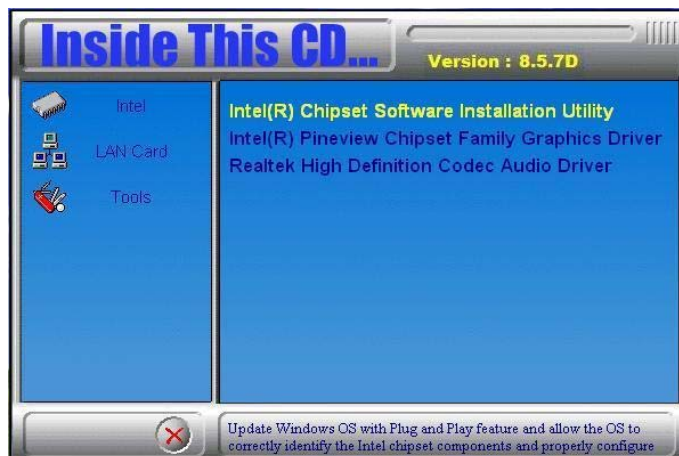 Inside This CD...
Version : 8.5.7D
Intel
LAN Card
Tools
Intel(R) Chipset Software Installation Utility
Intel(R) Pineview Chipset Family Graphics Driver
Realtek High Definition Codec Audio Driver
Update Windows OS with Plug and Play feature and allow the OS to
correctly identify the Intel chipset components and properly configure